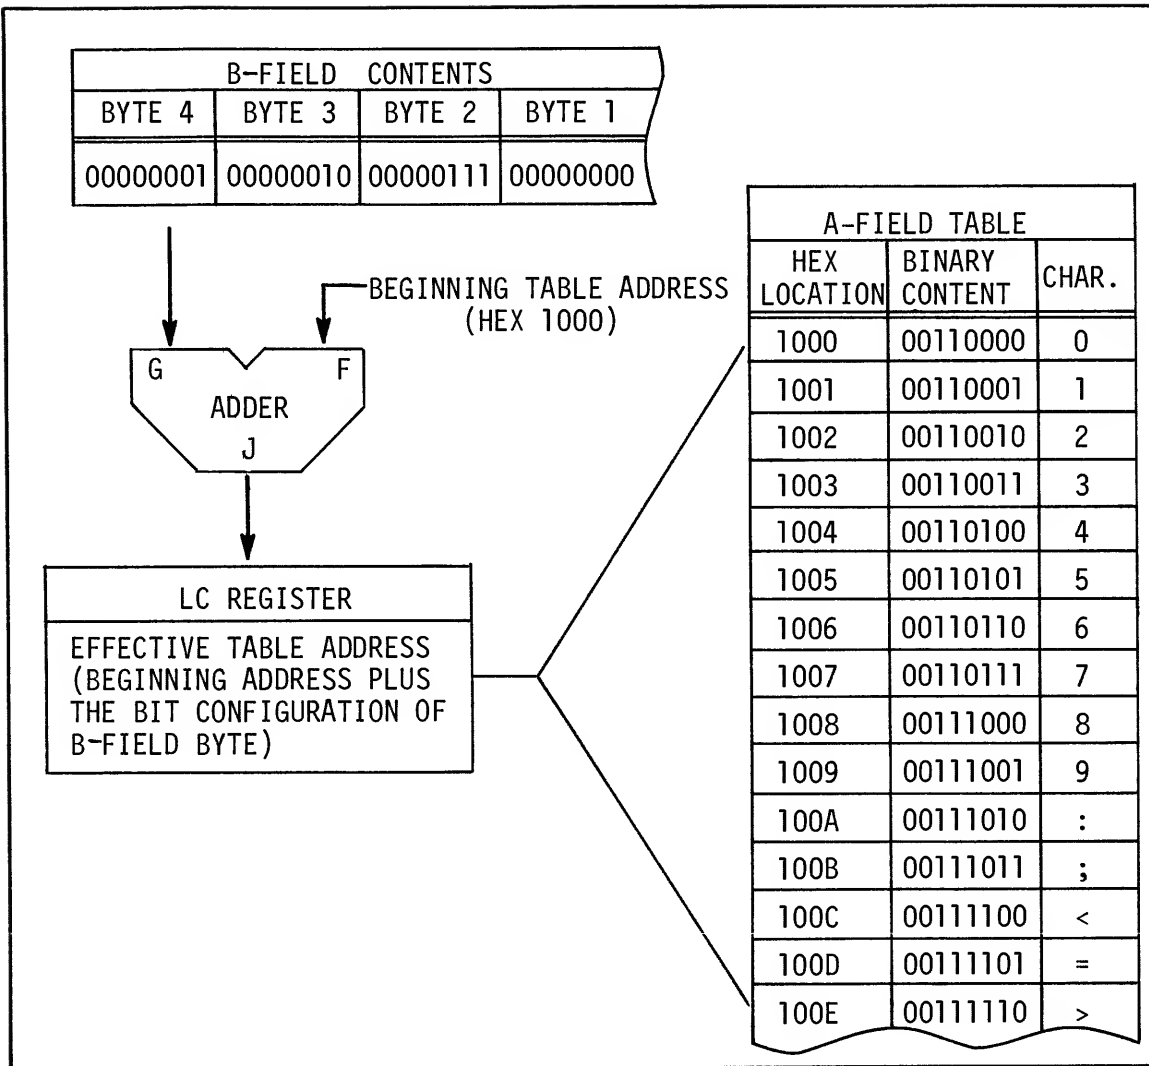 B-FIELD CONTENTS
BYTE 4 BYTE 3 BYTE 2 BYTE 1
00000001 00000010 00000111 00000000
BEGINNING TABLE ADDRESS
(HEX 1000)
G F
ADDER
J
LC REGISTER
EFFECTIVE TABLE ADDRESS
(BEGINNING ADDRESS PLUS
THE BIT CONFIGURATION OF
B-FIELD BYTE)
A-FIELD TABLE
HEX LOCATION BINARY CONTENT CHAR.
1000 00110000 0
1001 00110001 1
1002 00110010 2
1003 00110011 3
1004 00110100 4
1005 00110101 5
1006 00110110 6
1007 00110111 7
1008 00111000 8
1009 00111001 9
100A 00111010 :
100B 00111011 ;
100C 00111100 <
100D 00111101 =
100E 00111110 >